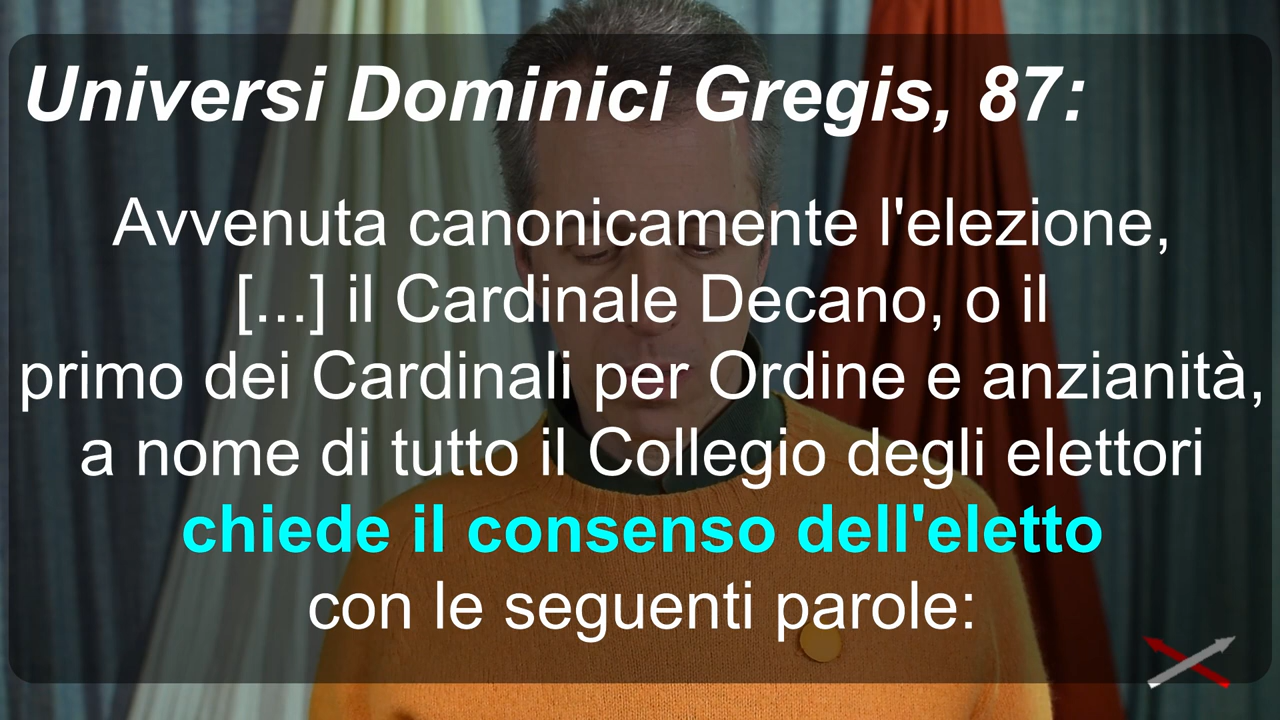 Universi Dominici Gregis, 87:
Avvenuta canonicamente l'elezione,
[...] il Cardinale Decano, o il
primo dei Cardinali per Ordine e anzianità,
a nome di tutto il Collegio degli elettori
chiede il consenso dell'eletto
con le seguenti parole: